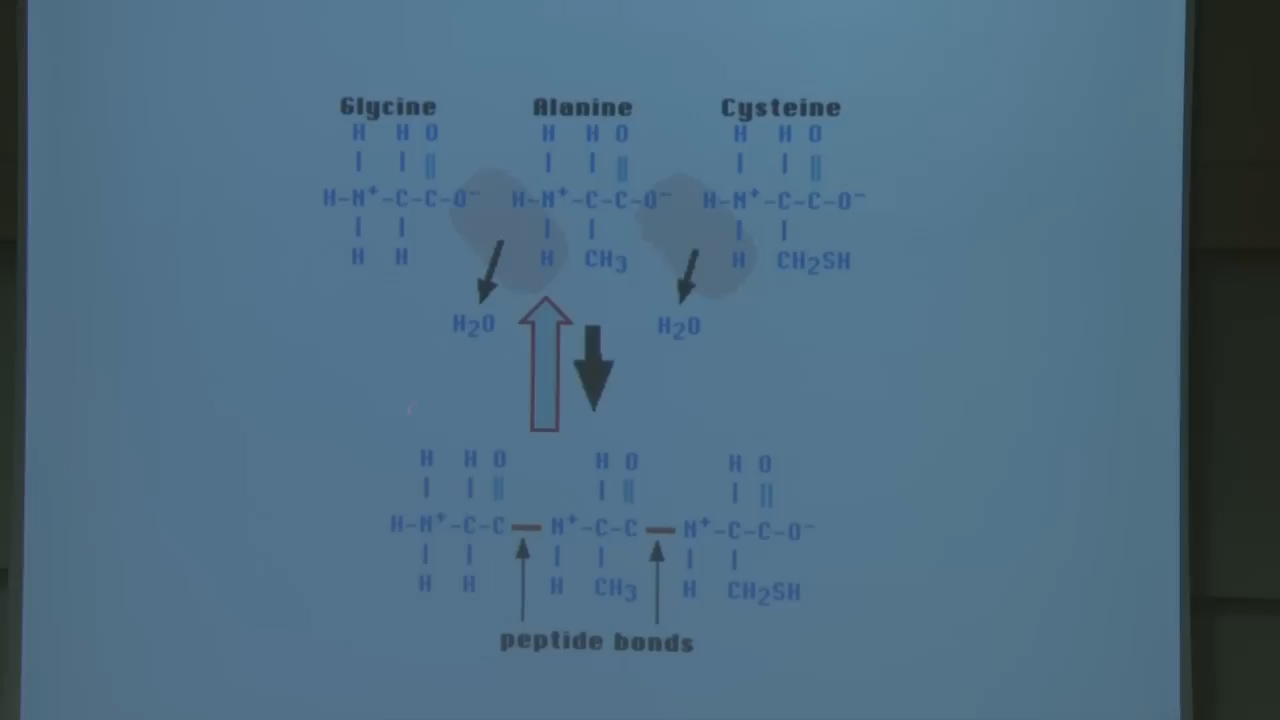 Glycine Alanine Cysteine
H H O H H O H H O
H-N⁺-C-C-O⁻ H-N⁺-C-C-O⁻ H-N⁺-C-C-O⁻
H H H CH₃ H CH₂SH
H₂O H₂O
H H O H O H O
H-N⁺-C-C N⁺-C-C N⁺-C-C-O⁻
H H H CH₃ H CH₂SH
peptide bonds